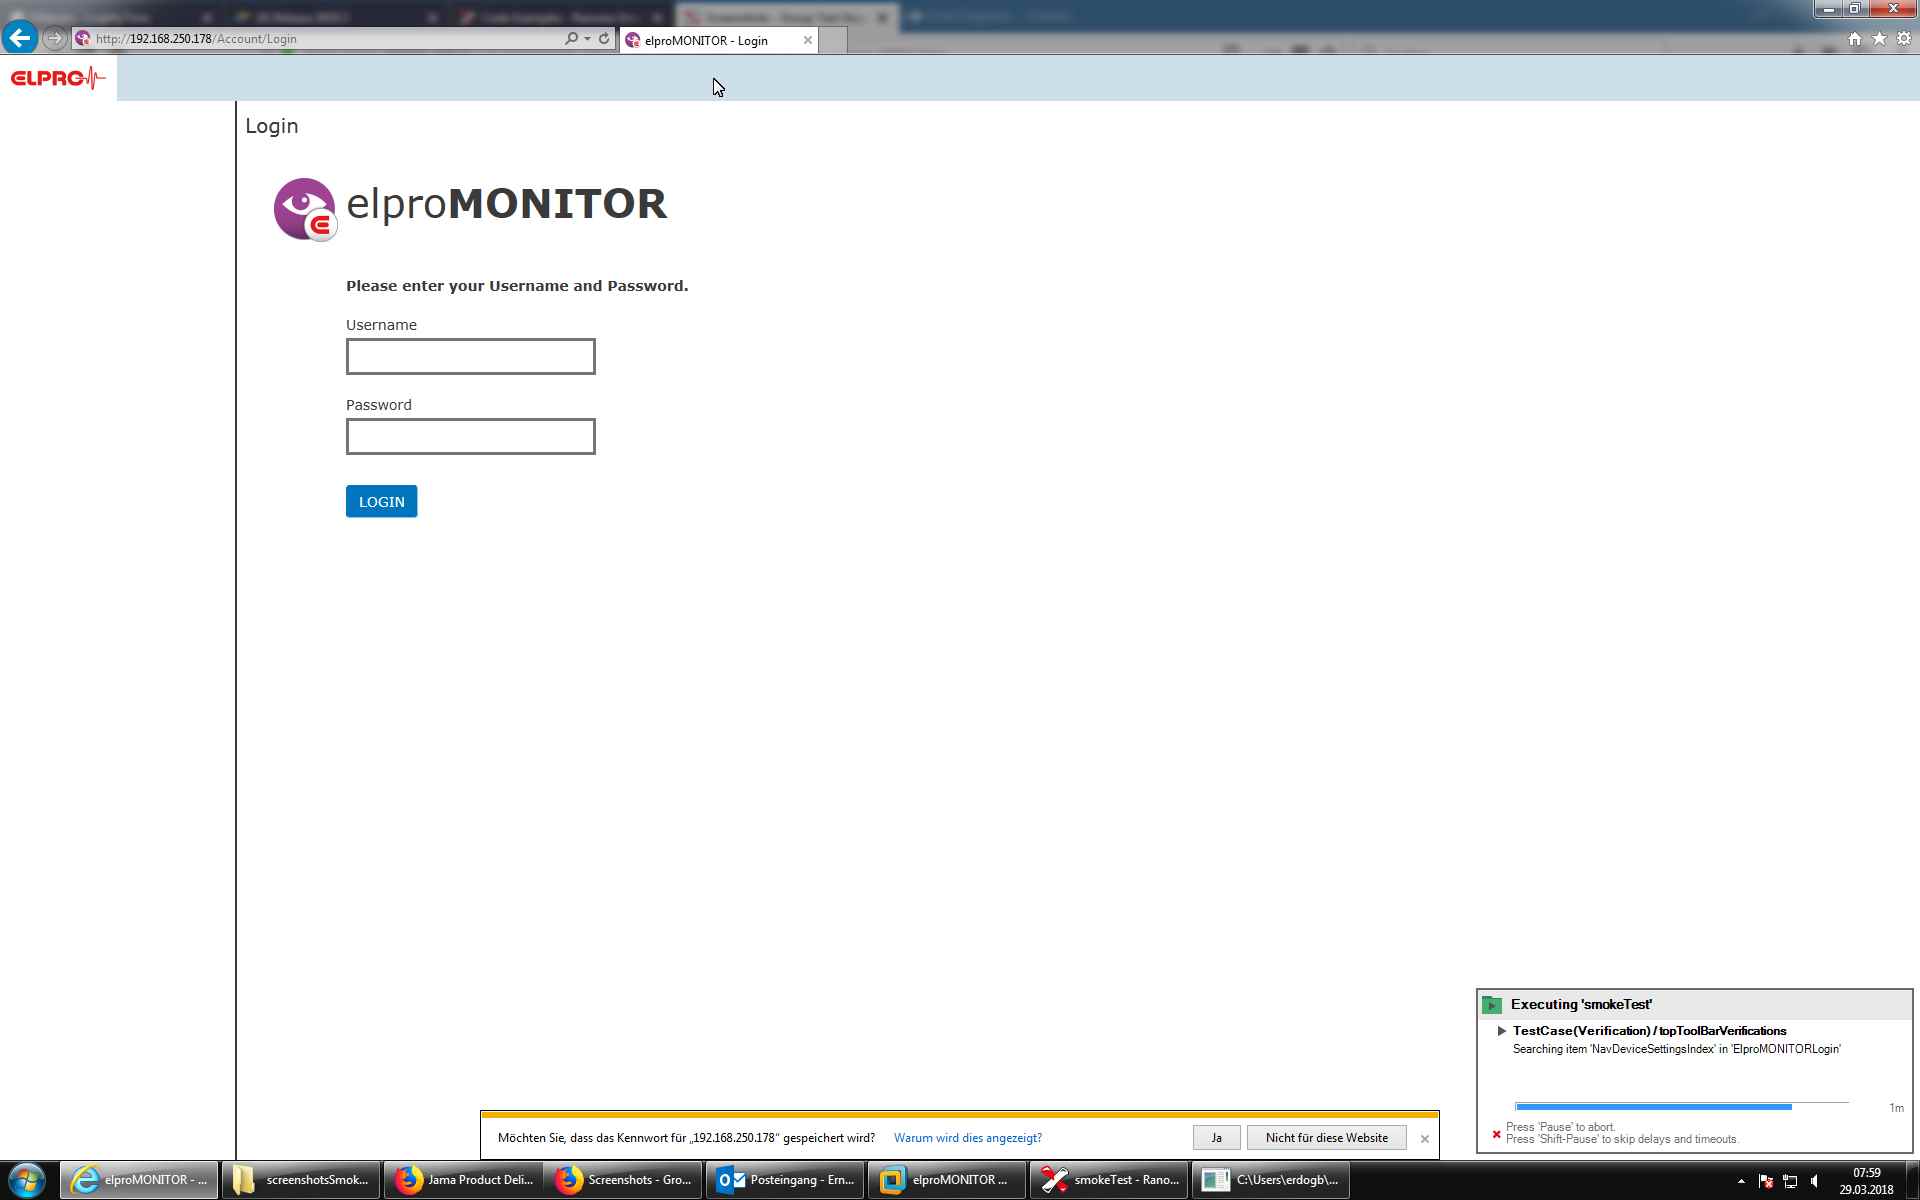 http://192.168.250.178/Account/Login
elproMONITOR - Login
ELPRO
Login
elproMONITOR
Please enter your Username and Password.
Username
Password
LOGIN
Executing 'smokeTest'
TestCase(Verification) / topToolBarVerifications
Searching item 'NavDeviceSettingsIndex' in 'ElproMONITORLogin'
1m
Press 'Pause' to abort.
Press 'Shift-Pause' to skip delays and timeouts.
Möchten Sie, dass das Kennwort für „192.168.250.178“ gespeichert wird? Warum wird dies angezeigt? Ja Nicht für diese Website
elproMONITOR - ... screenshotsSmok... Jama Product Deli... Screenshots - Gro... Posteingang - Ern... elproMONITOR ... smokeTest - Rano... C:\Users\erdogb\...
07:59
29.03.2018